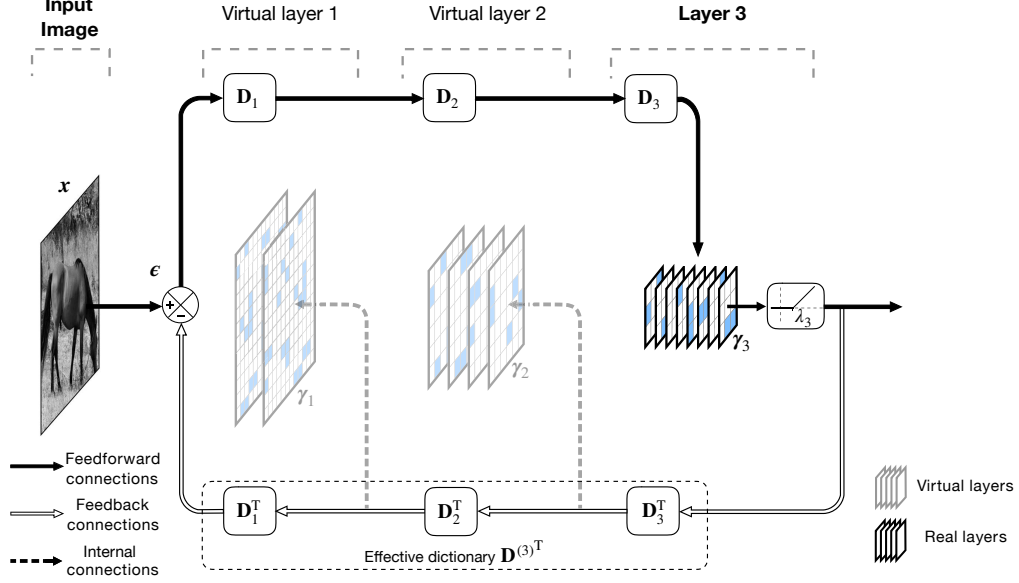 Input
Image
Virtual layer 1
Virtual layer 2
Layer 3
D₁
D₂
D₃
x
ϵ
+
-
γ₁
γ₂
γ₃
λ₃
D₁ᵀ
D₂ᵀ
D₃ᵀ
Effective dictionary D⁽³⁾ᵀ
Feedforward
connections
Feedback
connections
Internal
connections
Virtual layers
Real layers